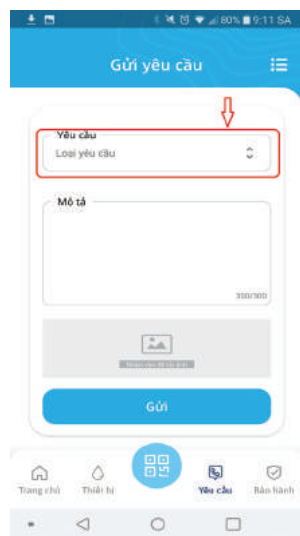 80% 9:11 SA
Gửi yêu cầu
Yêu cầu
Loại yêu cầu
Mô tả
300/300
Gửi
Trang chủ Thiết bị Yêu cầu Bảo hành